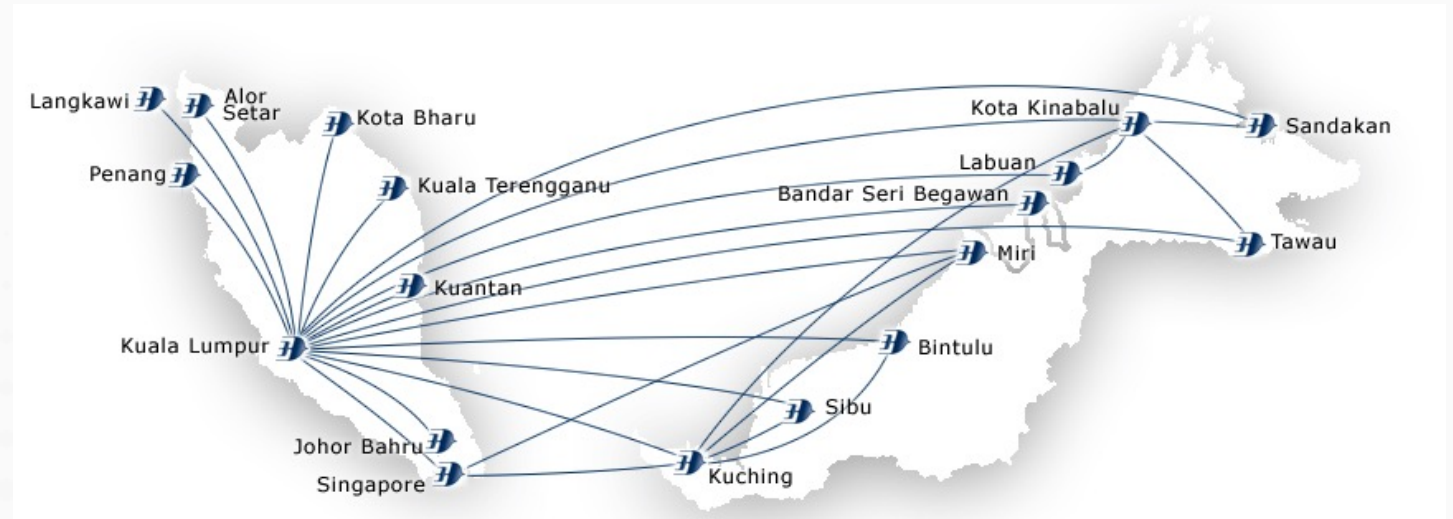 Langkawi
Alor
Setar
Kota Bharu
Kota Kinabalu
Sandakan
Penang
Kuala Terengganu
Labuan
Bandar Seri Begawan
Tawau
Miri
Kuantan
Kuala Lumpur
Bintulu
Sibu
Johor Bahru
Singapore
Kuching